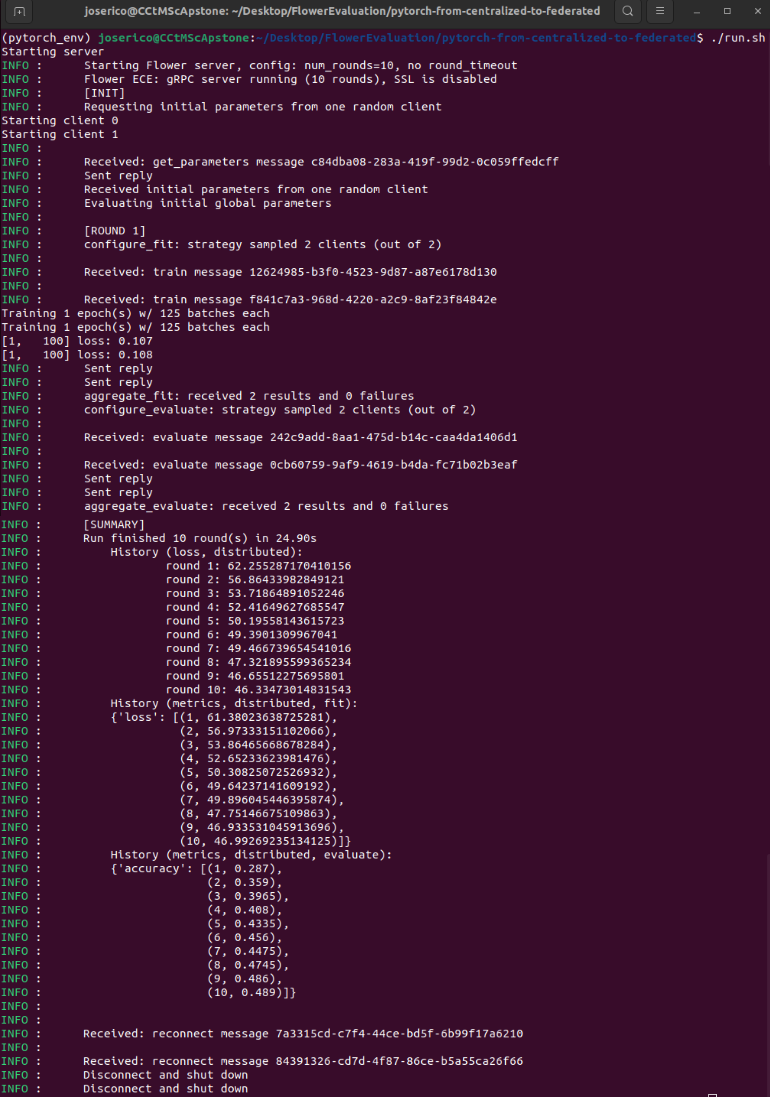 joserico@CCtMScApstone: ~/Desktop/FlowerEvaluation/pytorch-from-centralized-to-federated
(pytorch_env) joserico@CCtMScApstone:~/Desktop/FlowerEvaluation/pytorch-from-centralized-to-federated$ ./run.sh
Starting server
INFO : Starting Flower server, config: num_rounds=10, no round_timeout
INFO : Flower ECE: gRPC server running (10 rounds), SSL is disabled
INFO : [INIT]
INFO : Requesting initial parameters from one random client
Starting client 0
Starting client 1
INFO :
INFO : Received: get_parameters message c84dba08-283a-419f-99d2-0c059ffedcff
INFO : Sent reply
INFO : Received initial parameters from one random client
INFO : Evaluating initial global parameters
INFO :
INFO : [ROUND 1]
INFO : configure_fit: strategy sampled 2 clients (out of 2)
INFO :
INFO : Received: train message 12624985-b3f0-4523-9d87-a87e6178d130
INFO :
INFO : Received: train message f841c7a3-968d-4220-a2c9-8af23f84842e
Training 1 epoch(s) w/ 125 batches each
Training 1 epoch(s) w/ 125 batches each
[1,   100] loss: 0.107
[1,   100] loss: 0.108
INFO : Sent reply
INFO : Sent reply
INFO : aggregate_fit: received 2 results and 0 failures
INFO : configure_evaluate: strategy sampled 2 clients (out of 2)
INFO :
INFO : Received: evaluate message 242c9add-8aa1-475d-b14c-caa4da1406d1
INFO :
INFO : Received: evaluate message 0cb60759-9af9-4619-b4da-fc71b02b3eaf
INFO : Sent reply
INFO : Sent reply
INFO : aggregate_evaluate: received 2 results and 0 failures
INFO : [SUMMARY]
INFO : Run finished 10 round(s) in 24.90s
INFO : History (loss, distributed):
INFO : round 1: 62.255287170410156
INFO : round 2: 56.86433982849121
INFO : round 3: 53.71864891052246
INFO : round 4: 52.41649627685547
INFO : round 5: 50.19558143615723
INFO : round 6: 49.3901309967041
INFO : round 7: 49.466739654541016
INFO : round 8: 47.321895599365234
INFO : round 9: 46.65512275695801
INFO : round 10: 46.33473014831543
INFO : History (metrics, distributed, fit):
INFO : {'loss': [(1, 61.38023638725281),
INFO : (2, 56.97333151102066),
INFO : (3, 53.86465668678284),
INFO : (4, 52.65233623981476),
INFO : (5, 50.30825072526932),
INFO : (6, 49.64237141609192),
INFO : (7, 49.896045446395874),
INFO : (8, 47.75146675109863),
INFO : (9, 46.933531045913696),
INFO : (10, 46.99269235134125)]}
INFO : History (metrics, distributed, evaluate):
INFO : {'accuracy': [(1, 0.287),
INFO : (2, 0.359),
INFO : (3, 0.3965),
INFO : (4, 0.408),
INFO : (5, 0.4335),
INFO : (6, 0.456),
INFO : (7, 0.4475),
INFO : (8, 0.4745),
INFO : (9, 0.486),
INFO : (10, 0.489)]}
INFO :
INFO :
INFO : Received: reconnect message 7a3315cd-c7f4-44ce-bd5f-6b99f17a6210
INFO :
INFO : Received: reconnect message 84391326-cd7d-4f87-86ce-b5a55ca26f66
INFO : Disconnect and shut down
INFO : Disconnect and shut down